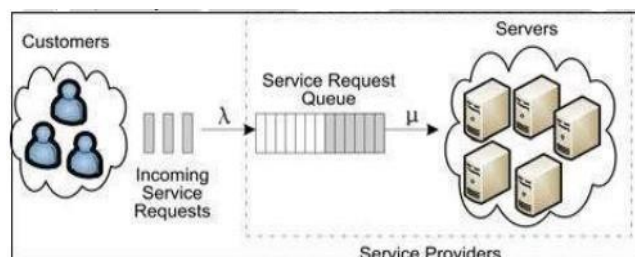 Customers
Servers
Service Request
Queue
λ
μ
Incoming
Service
Requests
Service Providers